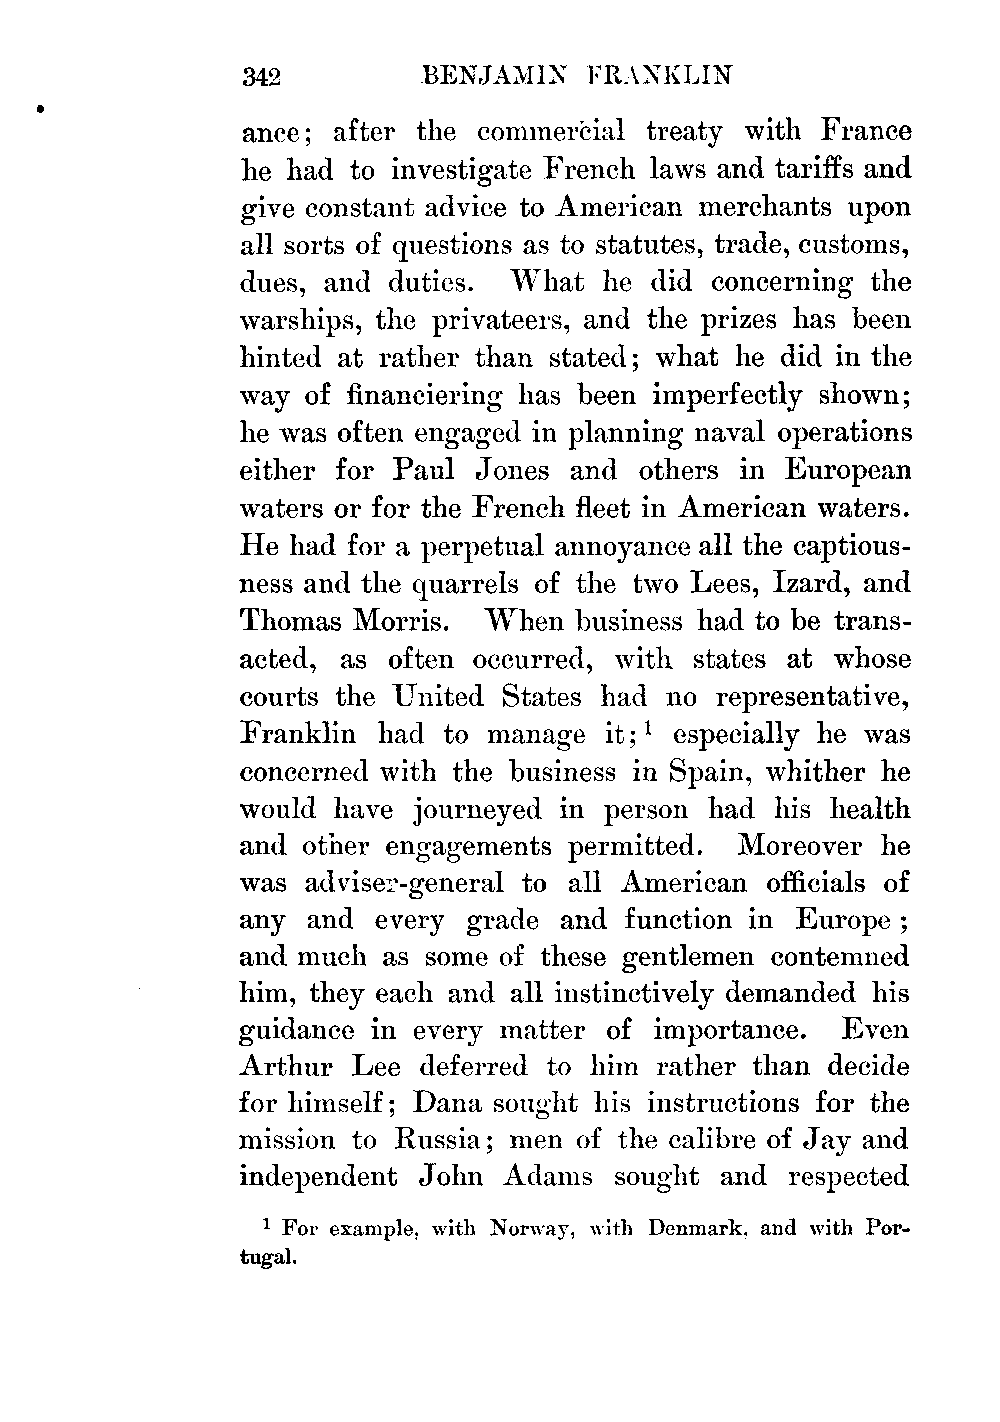 342 BENJAMIN FRANKLIN
ance; after the commercial treaty with France
he had to investigate French laws and tariffs and
give constant advice to American merchants upon
all sorts of questions as to statutes, trade, customs,
dues, and duties. What he did concerning the
warships, the privateers, and the prizes has been
hinted at rather than stated; what he did in the
way of financiering has been imperfectly shown;
he was often engaged in planning naval operations
either for Paul Jones and others in European
waters or for the French fleet in American waters.
He had for a perpetual annoyance all the captious-
ness and the quarrels of the two Lees, Izard, and
Thomas Morris. When business had to be trans-
acted, as often occurred, with states at whose
courts the United States had no representative,
Franklin had to manage it;¹ especially he was
concerned with the business in Spain, whither he
would have journeyed in person had his health
and other engagements permitted. Moreover he
was adviser-general to all American officials of
any and every grade and function in Europe;
and much as some of these gentlemen contemned
him, they each and all instinctively demanded his
guidance in every matter of importance. Even
Arthur Lee deferred to him rather than decide
for himself; Dana sought his instructions for the
mission to Russia; men of the calibre of Jay and
independent John Adams sought and respected
¹ For example, with Norway, with Denmark, and with Por-
tugal.